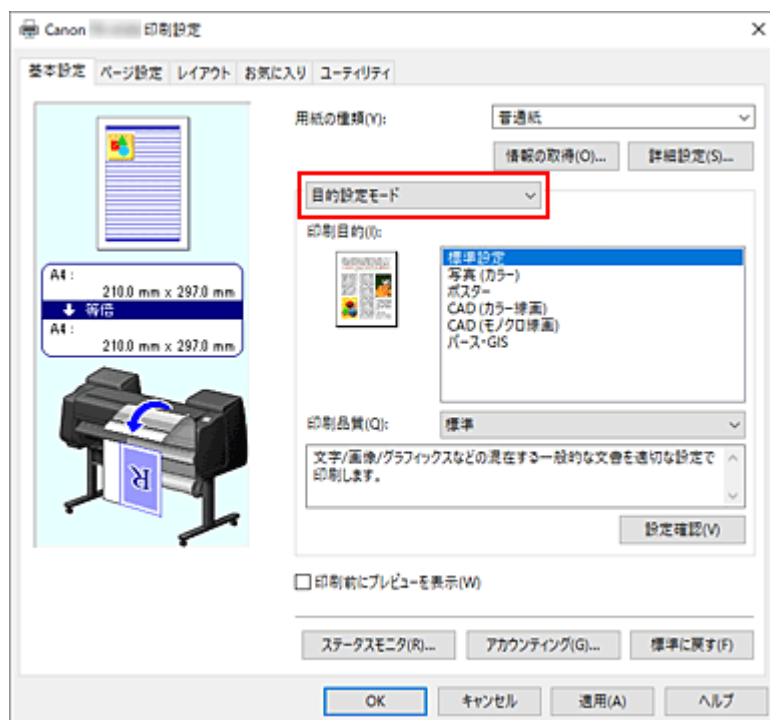 Canon 印刷設定
基本設定 ページ設定 レイアウト お気に入り ユーティリティ
用紙の種類(Y): 普通紙
情報の取得(O)... 詳細設定(S)...
目的設定モード
印刷目的(I):
標準設定
写真 (カラー)
ポスター
CAD (カラー線画)
CAD (モノクロ線画)
パース・GIS
A4 :
210.0 mm x 297.0 mm
等倍
A4 :
210.0 mm x 297.0 mm
R
印刷品質(Q): 標準
文字/画像/グラフィックスなどの混在する一般的な文書を適切な設定で
印刷します。
設定確認(V)
印刷前にプレビューを表示(W)
ステータスモニタ(R)... アカウンティング(G)... 標準に戻す(F)
OK キャンセル 適用(A) ヘルプ